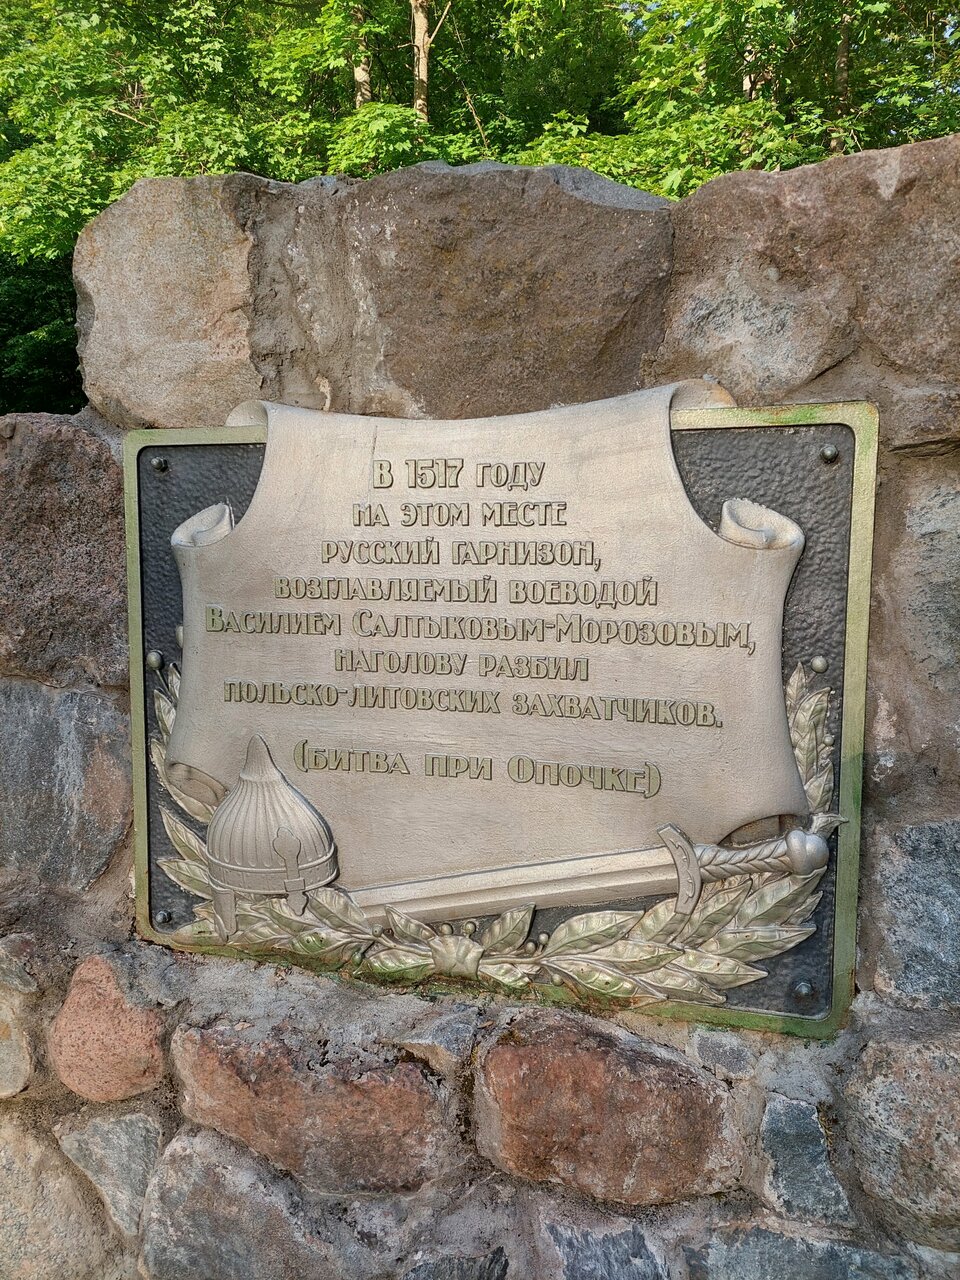 В 1517 году
на этом месте
русский гарнизон,
возглавляемый воеводой
Василием Салтыковым-Морозовым,
наголову разбил
польско-литовских захватчиков.
(битва при Опочке)